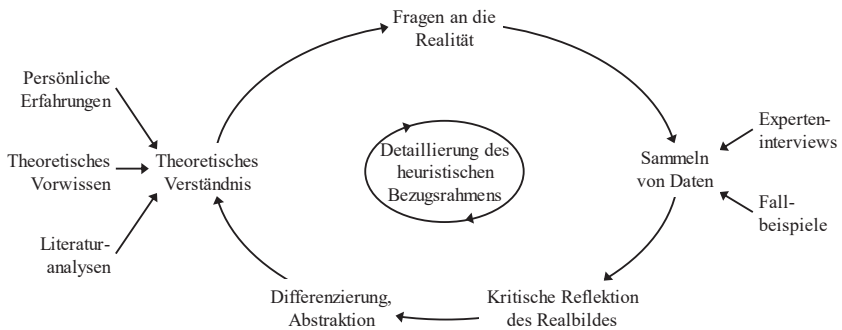 Fragen an die
Realität
Persönliche
Erfahrungen
Theoretisches
Vorwissen
Literatur-
analysen
Theoretisches
Verständnis
Detaillierung des
heuristischen
Bezugsrahmens
Sammeln
von Daten
Experten-
interviews
Fall-
beispiele
Differenzierung,
Abstraktion
Kritische Reflektion
des Realbildes